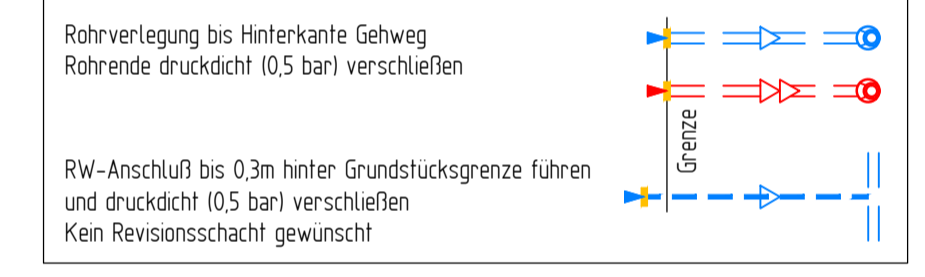 Rohrverlegung bis Hinterkante Gehweg
Rohrende druckdicht (0,5 bar) verschließen
Grenze
RW-Anschluß bis 0,3m hinter Grundstücksgrenze führen
und druckdicht (0,5 bar) verschließen
Kein Revisionsschacht gewünscht